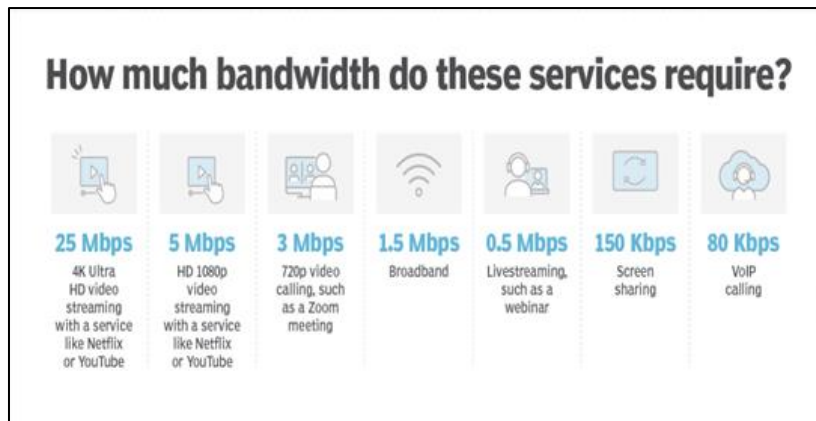 How much bandwidth do these services require?
25 Mbps
4K Ultra
HD video
streaming
with a service
like Netflix
or YouTube
5 Mbps
HD 1080p
video
streaming
with a service
like Netflix
or YouTube
3 Mbps
720p video
calling, such
as a Zoom
meeting
1.5 Mbps
Broadband
0.5 Mbps
Livestreaming,
such as a
webinar
150 Kbps
Screen
sharing
80 Kbps
VoIP
calling